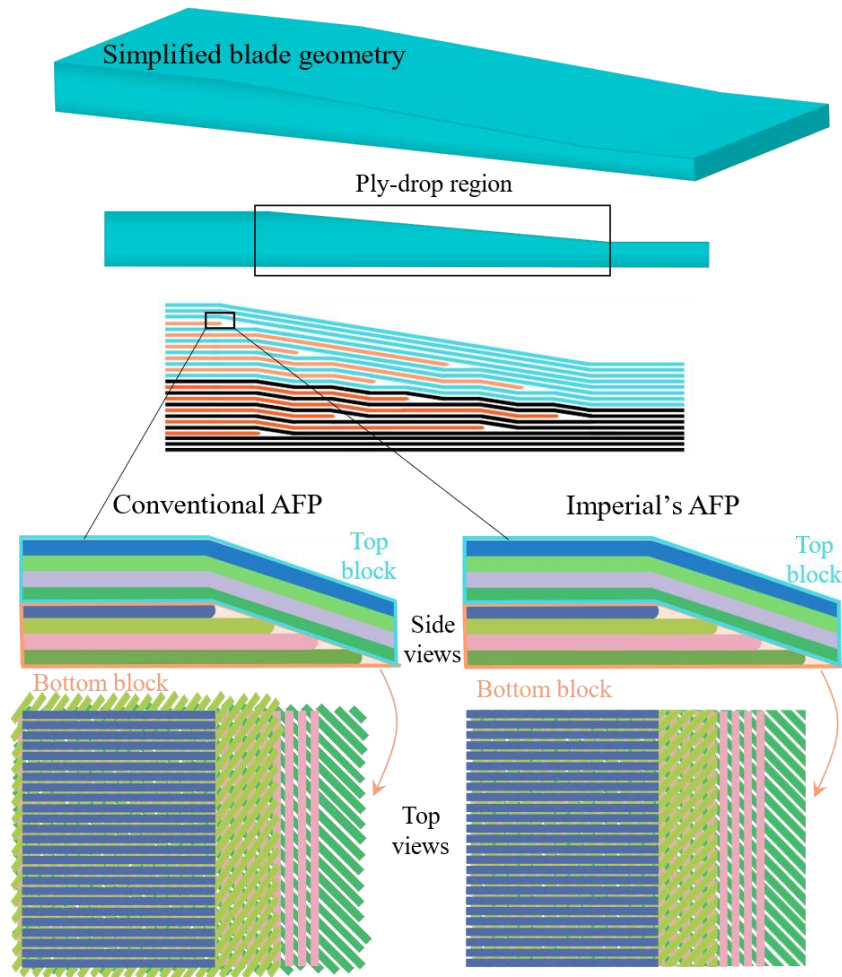 Simplified blade geometry
Ply-drop region
Conventional AFP
Imperial's AFP
Top
block
Top
block
Side
views
Bottom block
Bottom block
Top
views